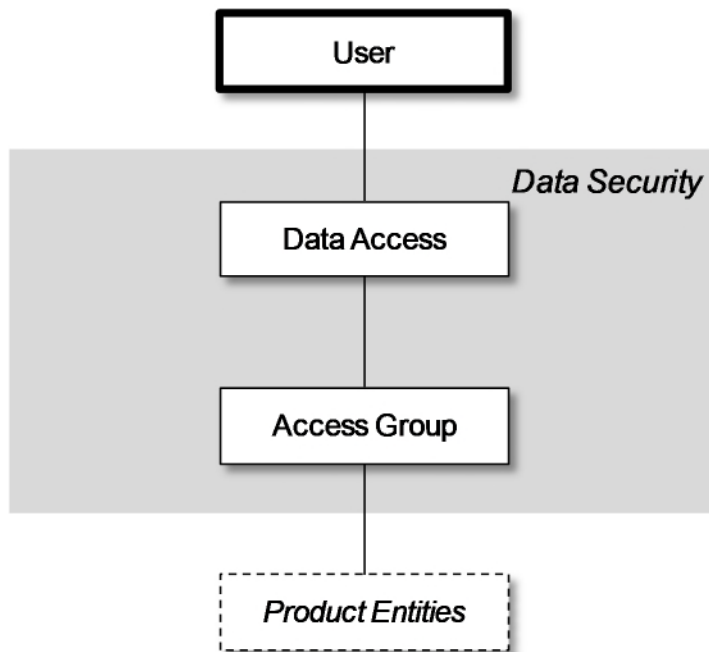 User
Data Security
Data Access
Access Group
Product Entities